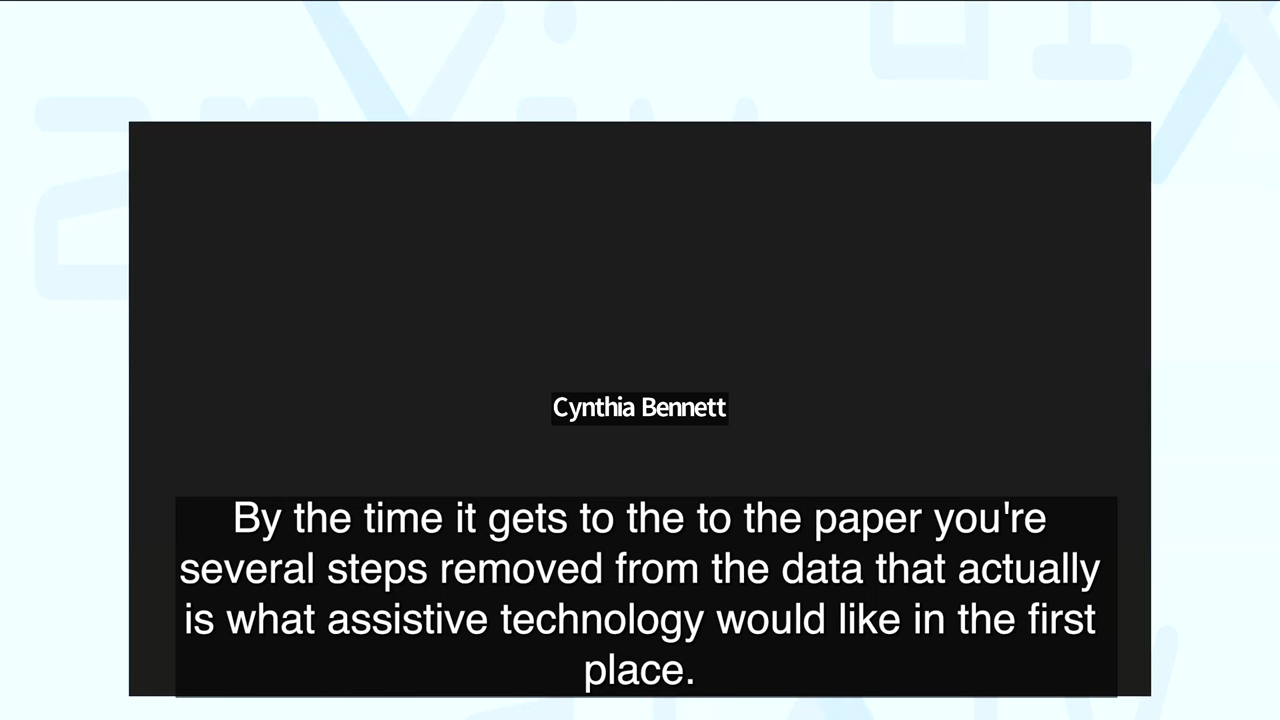 Cynthia Bennett
By the time it gets to the to the paper you're
several steps removed from the data that actually
is what assistive technology would like in the first
place.